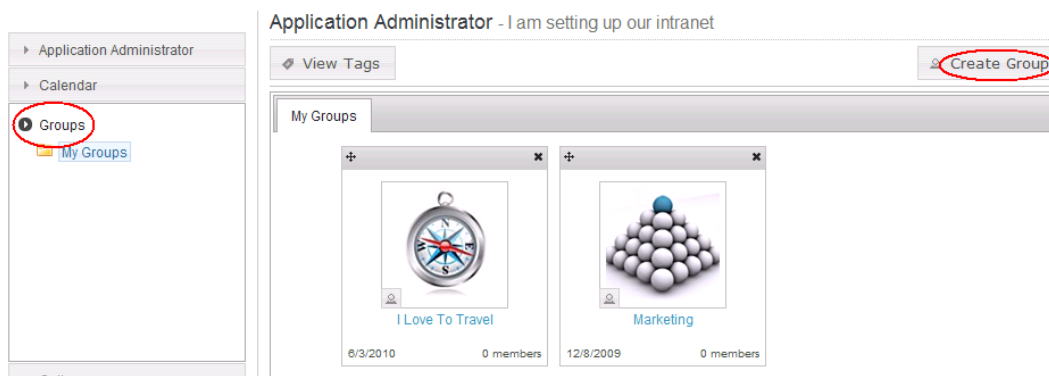 Application Administrator - I am setting up our intranet
Application Administrator
Calendar
Groups
My Groups
View Tags
Create Group
My Groups
N
E
S
W
I Love To Travel
6/3/2010 0 members
Marketing
12/8/2009 0 members